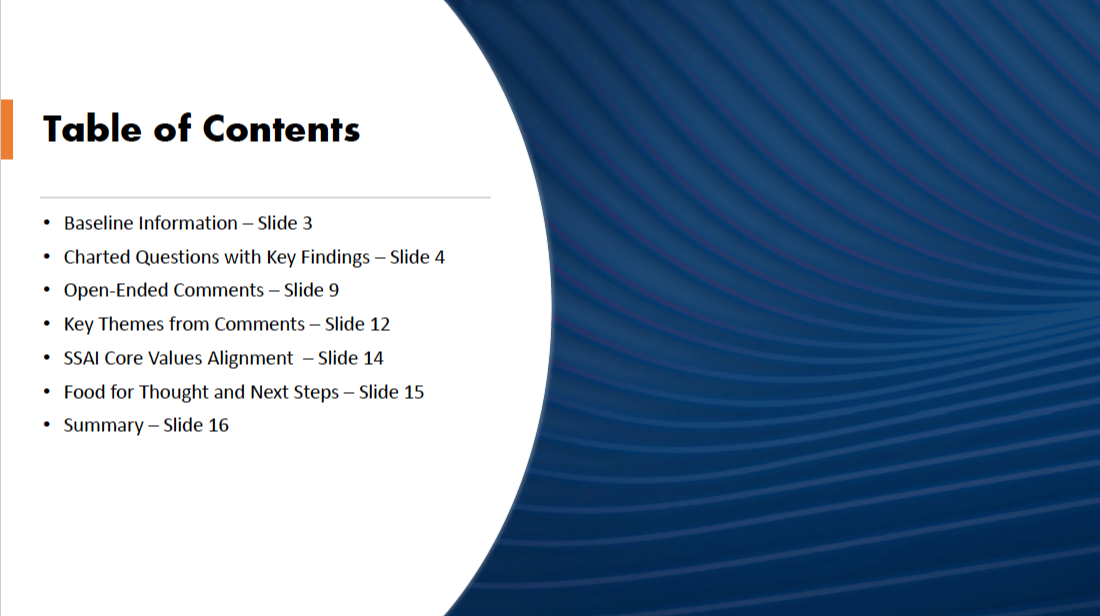 Table of Contents
• Baseline Information – Slide 3
• Charted Questions with Key Findings – Slide 4
• Open-Ended Comments – Slide 9
• Key Themes from Comments – Slide 12
• SSAI Core Values Alignment  – Slide 14
• Food for Thought and Next Steps – Slide 15
• Summary – Slide 16